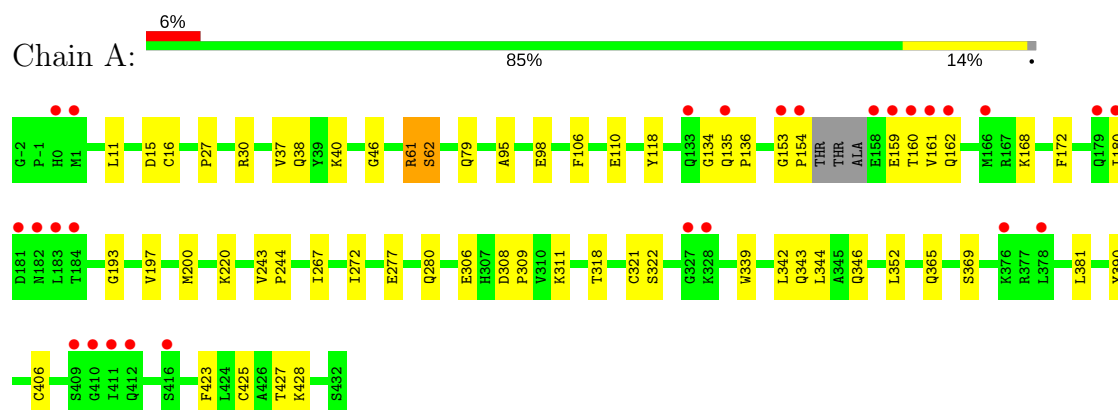 6%
Chain A:
85% 14% •
G-2 P-1 H0 M1 L11 D15 C16 P27 R30 V37 Q38 Y39 K40 G46 R61 S62 Q79 A95 E98 F106 E110 Y118 Q133 G134 Q135 P136 G153 P154 THR THR ALA E158 E159 T160 V161 Q162 M166 R167 K168 F172 Q179 I180
D181 N182 L183 T184 G193 V197 M200 K220 V243 P244 I267 I272 E277 Q280 E306 H307 D308 P309 V310 K311 T318 C321 S322 G327 K328 W339 L342 Q343 L344 A345 Q346 L352 Q365 S369 K376 R377 L378 L381
C406 S409 G410 I411 Q412 S416 F423 L424 C425 A426 T427 K428 S432